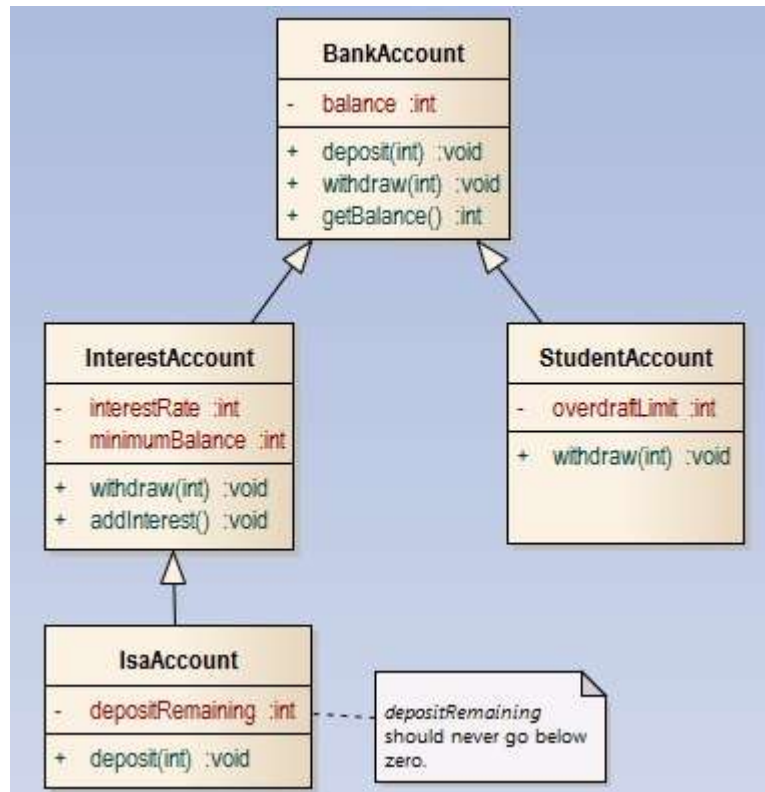 BankAccount
- balance :int
+ deposit(int) :void
+ withdraw(int) :void
+ getBalance() :int
InterestAccount
- interestRate :int
- minimumBalance :int
+ withdraw(int) :void
+ addInterest() :void
StudentAccount
- overdraftLimit :int
+ withdraw(int) :void
IsaAccount
- depositRemaining :int
+ deposit(int) :void
depositRemaining
should never go below
zero.